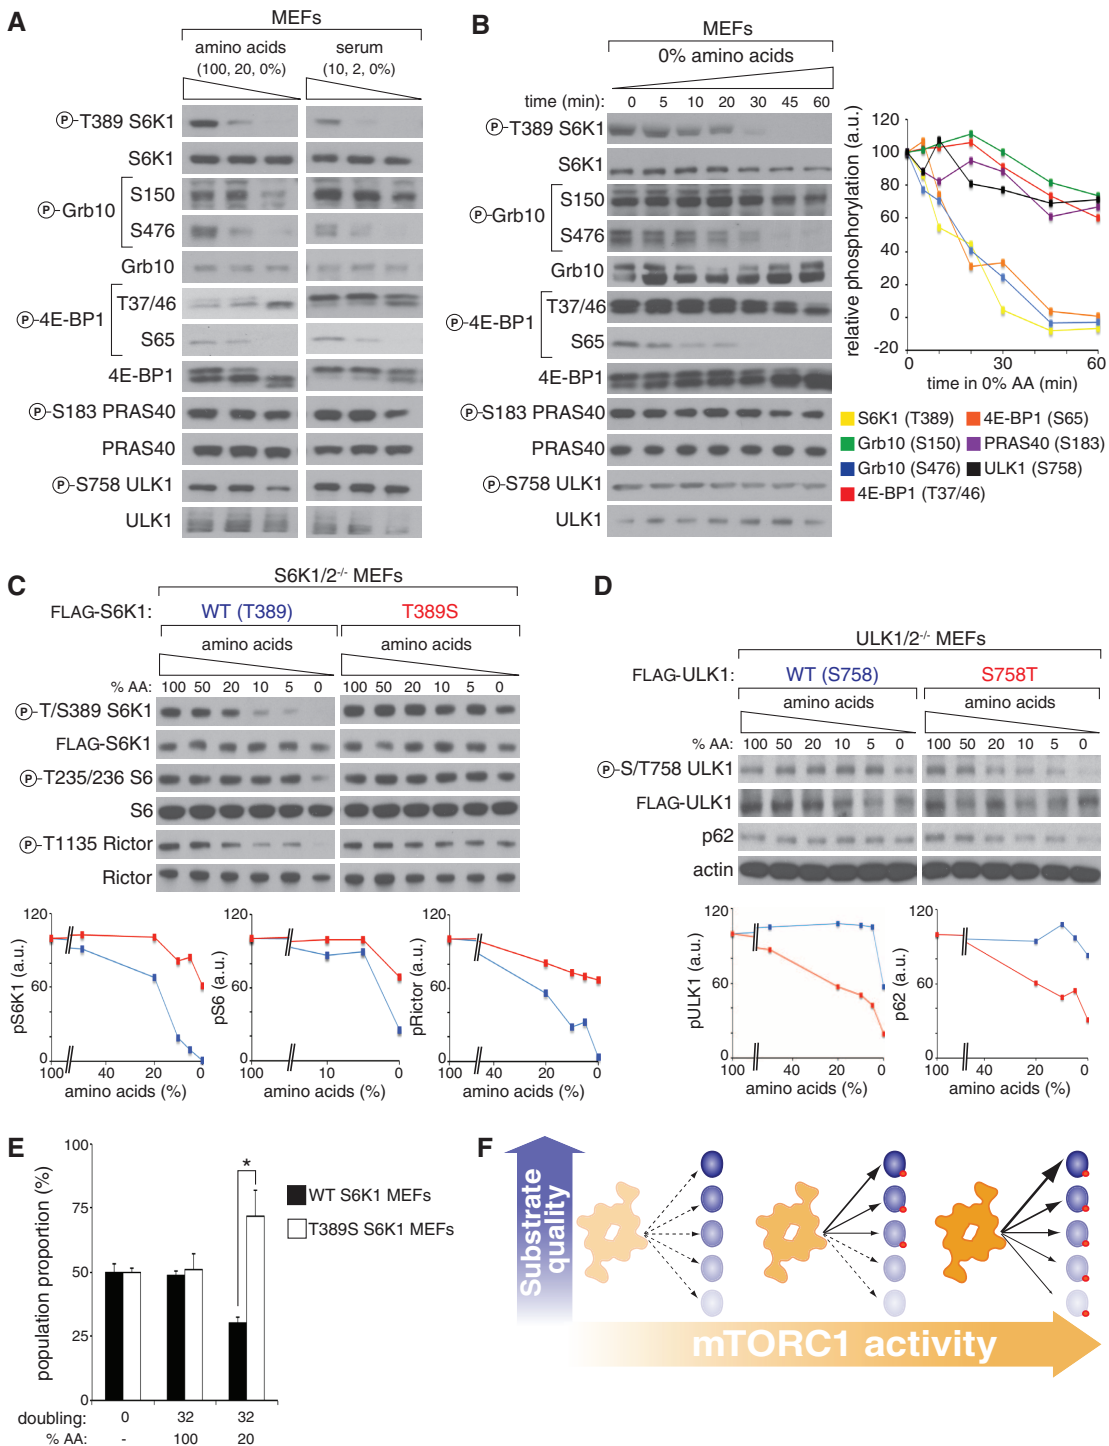 A
MEFs
amino acids
(100, 20, 0%)
serum
(10, 2, 0%)
P-T389 S6K1
S6K1
P-Grb10
S150
S476
Grb10
P-4E-BP1
T37/46
S65
4E-BP1
P-S183 PRAS40
PRAS40
P-S758 ULK1
ULK1
B
MEFs
0% amino acids
time (min): 0 5 10 20 30 45 60
P-T389 S6K1
S6K1
P-Grb10
S150
S476
Grb10
P-4E-BP1
T37/46
S65
4E-BP1
P-S183 PRAS40
PRAS40
P-S758 ULK1
ULK1
relative phosphorylation (a.u.)
120
100
80
60
40
20
0
-20
0 30 60
time in 0% AA (min)
S6K1 (T389)
4E-BP1 (S65)
Grb10 (S150)
PRAS40 (S183)
Grb10 (S476)
ULK1 (S758)
4E-BP1 (T37/46)
C
S6K1/2-/- MEFs
FLAG-S6K1: WT (T389) T389S
amino acids amino acids
% AA: 100 50 20 10 5 0 100 50 20 10 5 0
P-T/S389 S6K1
FLAG-S6K1
P-T235/236 S6
S6
P-T1135 Rictor
Rictor
pS6K1 (a.u.)
120
60
0
100 40 20 0
amino acids (%)
pS6 (a.u.)
120
60
0
100 10 0
amino acids (%)
pRictor (a.u.)
120
60
0
100 40 20 0
amino acids (%)
D
ULK1/2-/- MEFs
FLAG-ULK1: WT (S758) S758T
amino acids amino acids
% AA: 100 50 20 10 5 0 100 50 20 10 5 0
P-S/T758 ULK1
FLAG-ULK1
p62
actin
pULK1 (a.u.)
120
60
0
100 40 20 0
amino acids (%)
p62 (a.u.)
120
60
0
100 40 20 0
amino acids (%)
E
population proportion (%)
100
75
50
25
0
*
WT S6K1 MEFs
T389S S6K1 MEFs
doubling: 0 32 32
% AA: - 100 20
F
Substrate
quality
mTORC1 activity